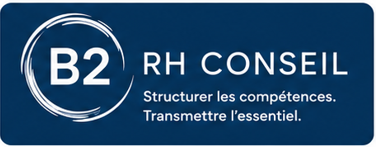 B2
RH CONSEIL
Structurer les compétences.
Transmettre l'essentiel.